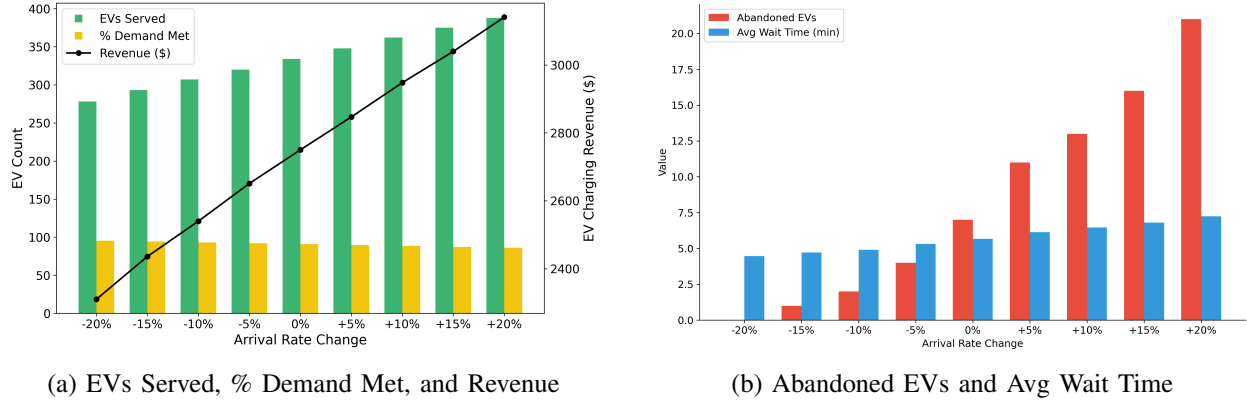 EVs Served
% Demand Met
Revenue ($)
400
350
300
250
200
150
100
50
0
EV Count
3000
2800
2600
2400
EV Charging Revenue ($)
-20% -15% -10% -5% 0% +5% +10% +15% +20%
Arrival Rate Change
(a) EVs Served, % Demand Met, and Revenue
Abandoned EVs
Avg Wait Time (min)
20.0
17.5
15.0
12.5
10.0
7.5
5.0
2.5
0.0
Value
-20% -15% -10% -5% 0% +5% +10% +15% +20%
Arrival Rate Change
(b) Abandoned EVs and Avg Wait Time